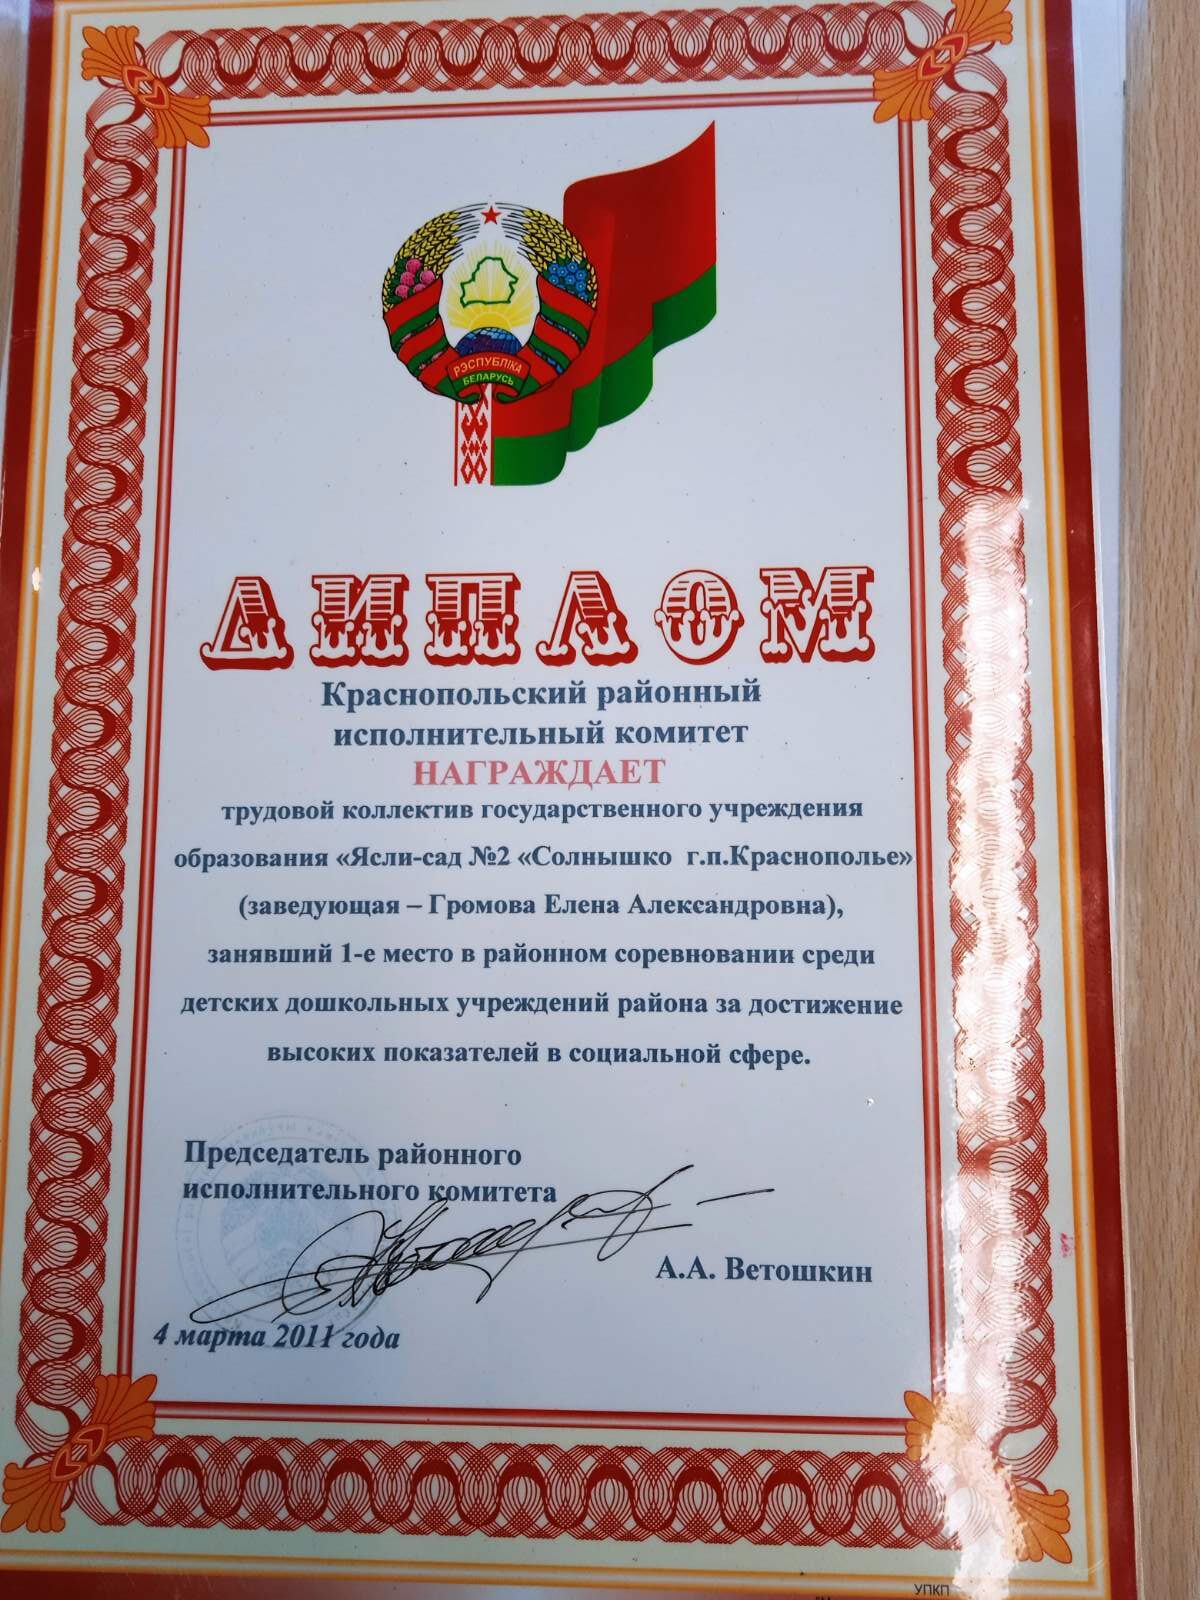 РЭСПУБЛІКА
БЕЛАРУСЬ
ДИПЛОМ
Краснопольский районный
исполнительный комитет
НАГРАЖДАЕТ
трудовой коллектив государственного учреждения
образования «Ясли-сад №2 «Солнышко г.п.Краснополье»
(заведующая – Громова Елена Александровна),
занявший 1-е место в районном соревновании среди
детских дошкольных учреждений района за достижение
высоких показателей в социальной сфере.
Председатель районного
исполнительного комитета
А.А. Ветошкин
4 марта 2011 года
УПКП